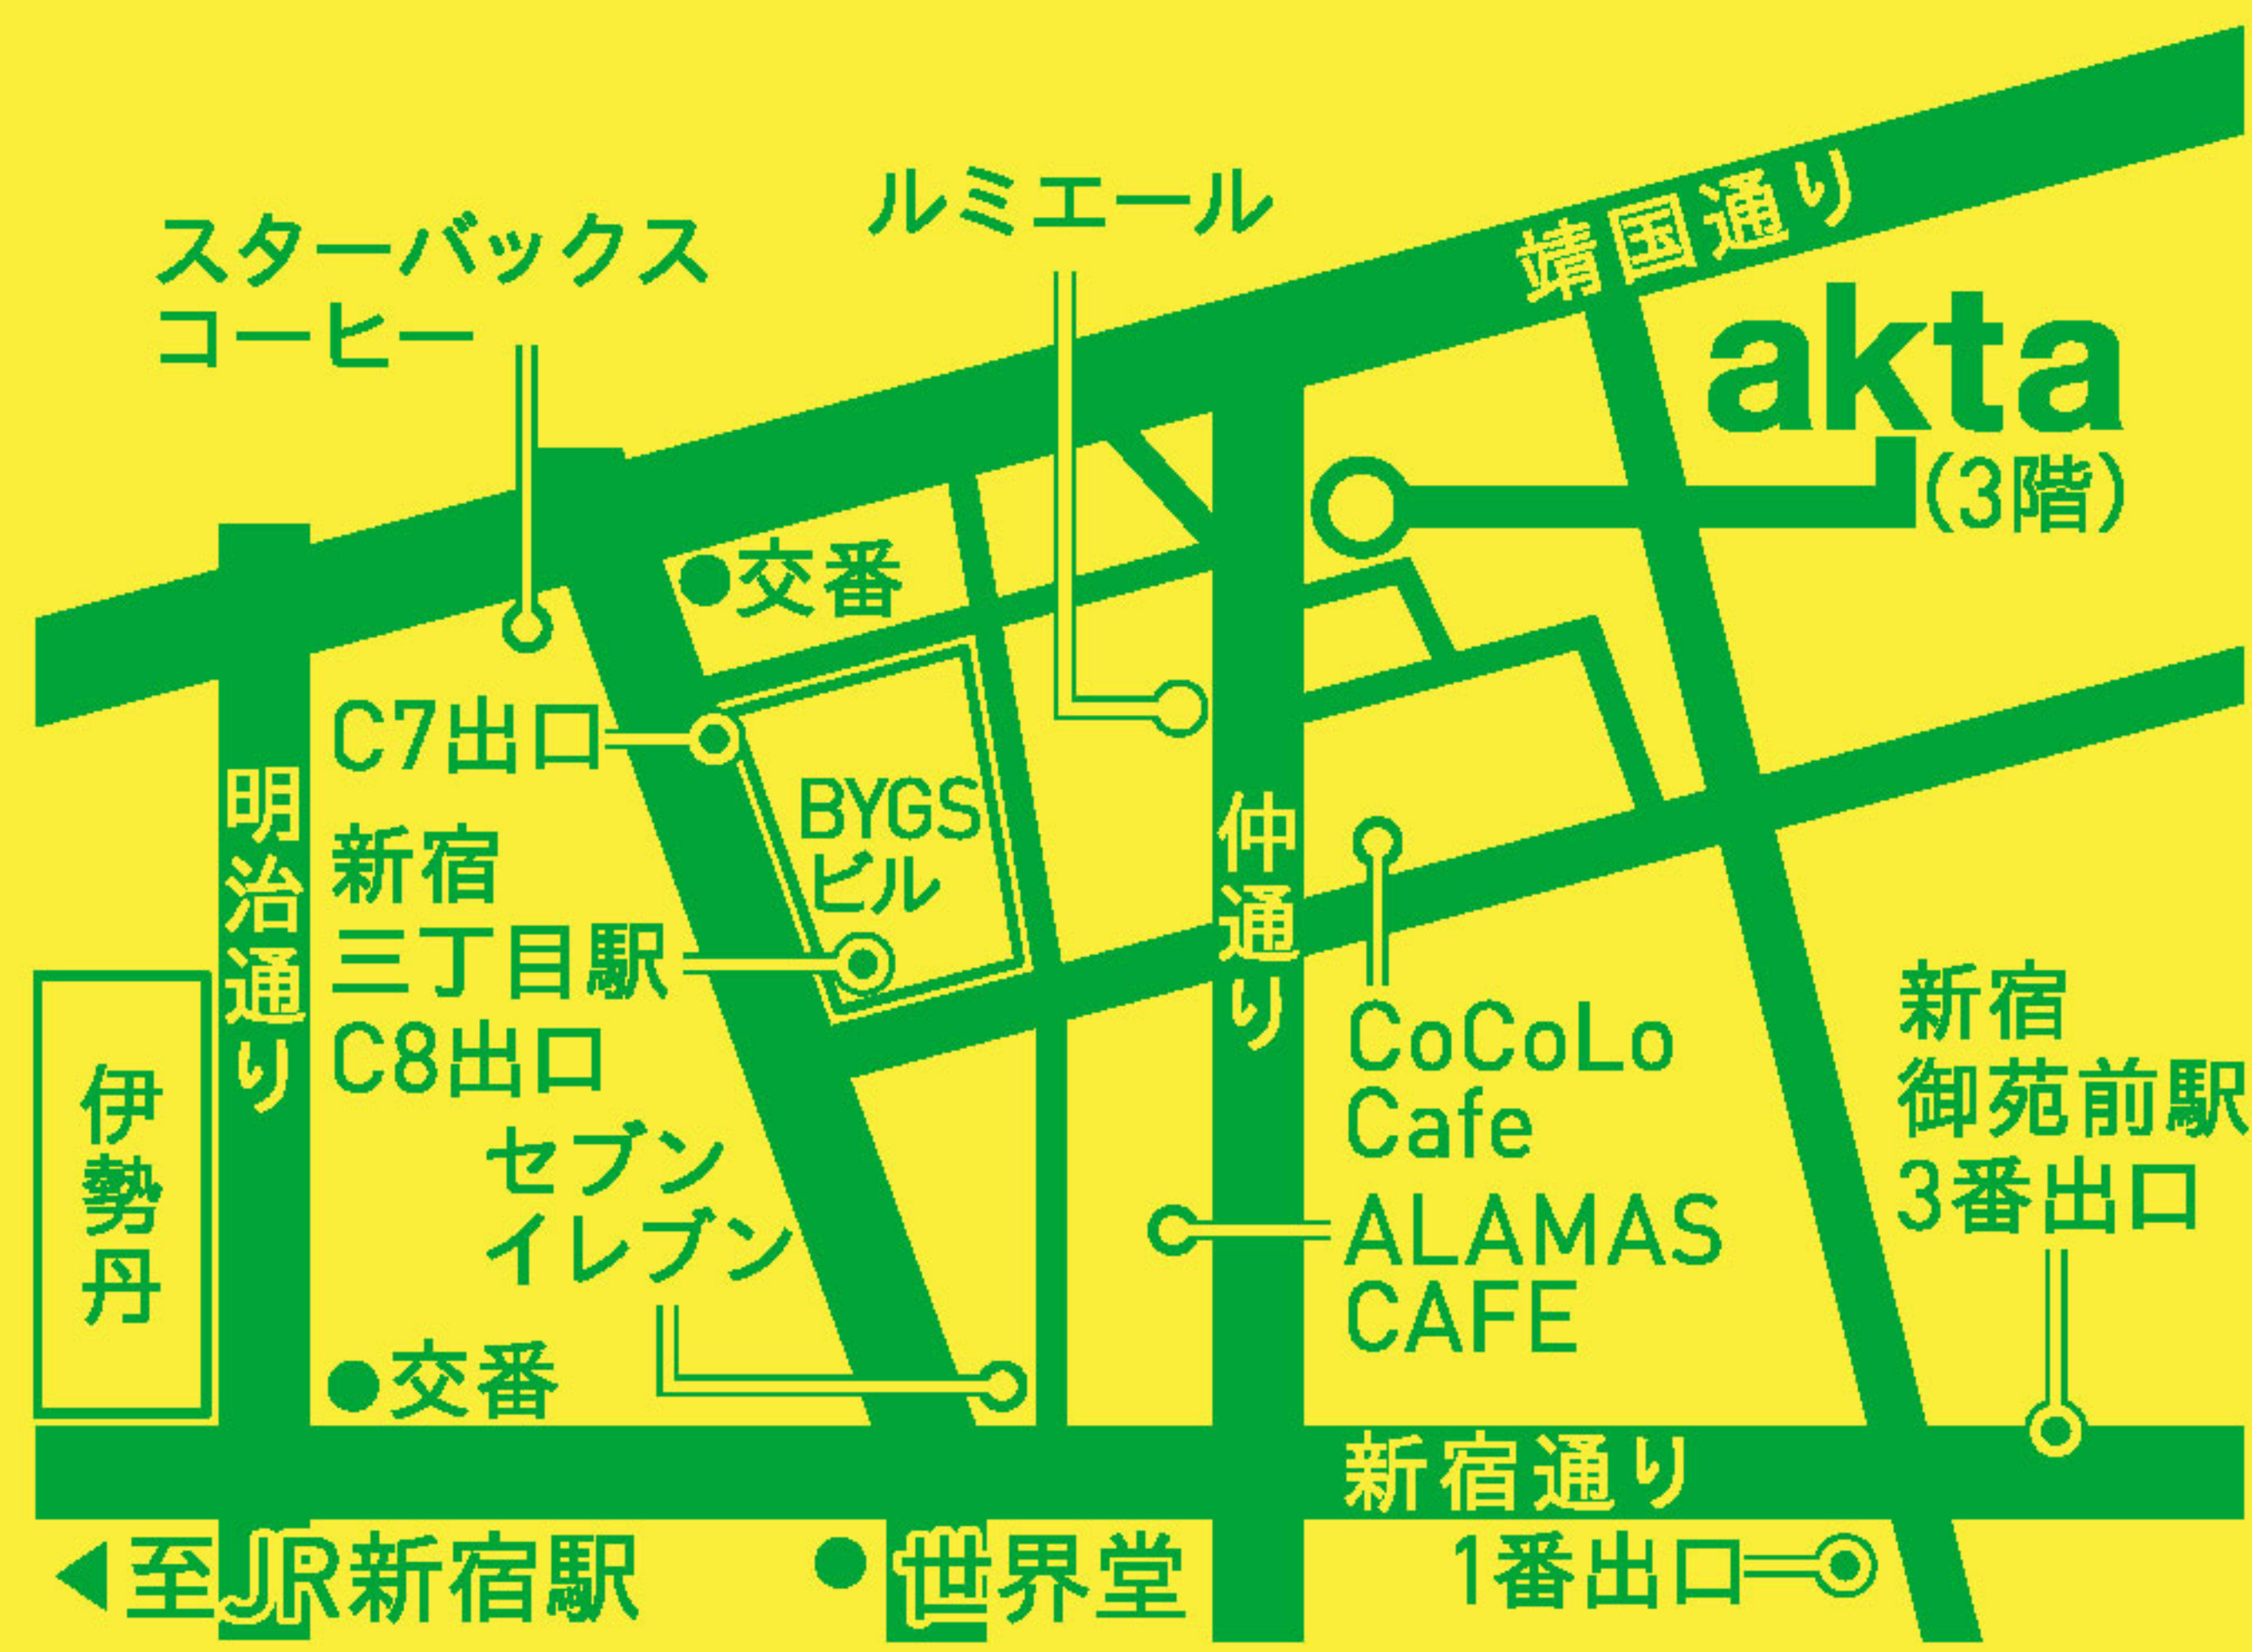 ルミエール
靖国通り
スターバックス
コーヒー
akta
(3階)
交番
C7出口
新宿
三丁目駅
C8出口
BYGS
ビル
明治通り
仲通り
伊勢丹
CoCoLo
Cafe
ALAMAS
CAFE
新宿
御苑前駅
3番出口
セブン
イレブン
交番
新宿通り
至JR新宿駅
世界堂
1番出口